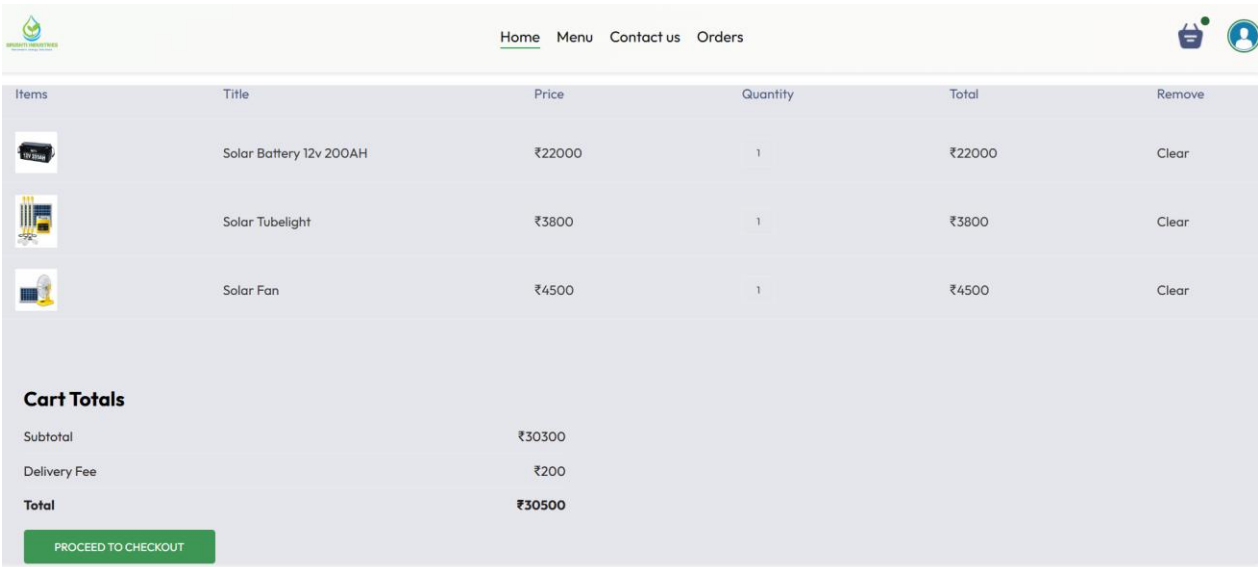 Home Menu Contact us Orders
Items Title Price Quantity Total Remove
12V 200AH
Solar Battery 12v 200AH ₹22000 1 ₹22000 Clear
Solar Tubelight ₹3800 1 ₹3800 Clear
Solar Fan ₹4500 1 ₹4500 Clear
Cart Totals
Subtotal ₹30300
Delivery Fee ₹200
Total ₹30500
PROCEED TO CHECKOUT